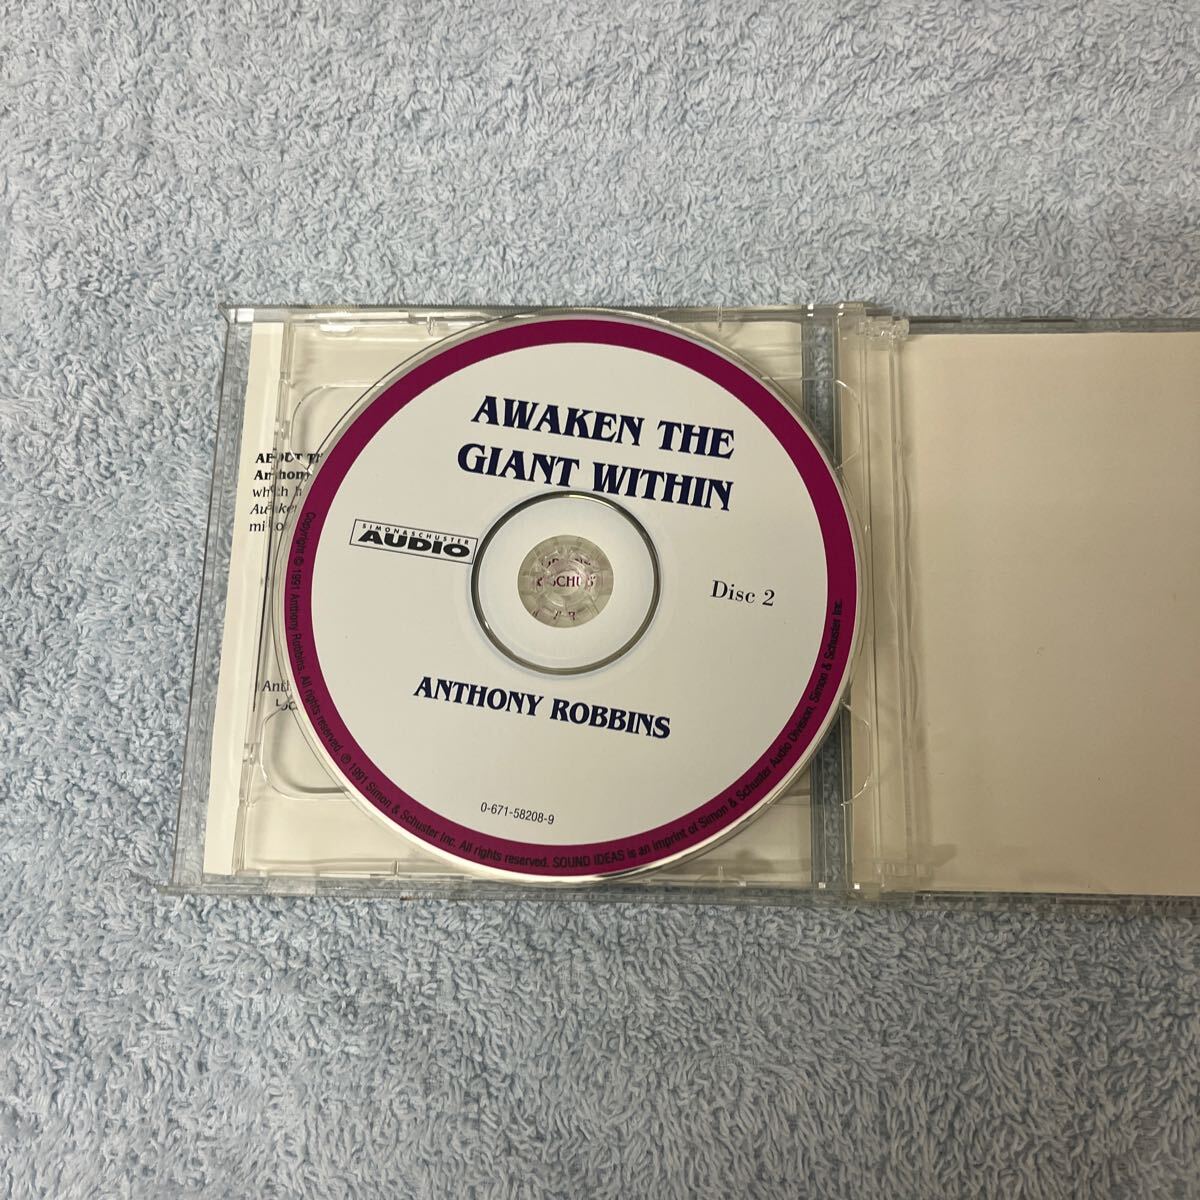 AWAKEN THE
GIANT WITHIN
SIMON & SCHUSTER
AUDIO
Disc 2
ANTHONY ROBBINS
0-671-58208-9
Copyright © 1991 Anthony Robbins. All rights reserved. ℗ 1991 Simon & Schuster Inc. All rights reserved. SOUND IDEAS is an imprint of Simon & Schuster Audio Division, Simon & Schuster Inc.